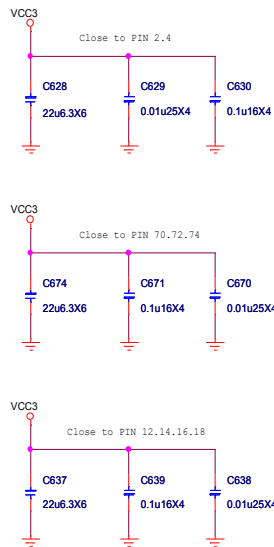 VCC3
Close to PIN 2.4
C628 C629 C630
22u6.3X6 0.01u25X4 0.1u16X4
VCC3
Close to PIN 70.72.74
C674 C671 C670
22u6.3X6 0.1u16X4 0.01u25X4
VCC3
Close to PIN 12.14.16.18
C637 C639 C638
22u6.3X6 0.1u16X4 0.01u25X4